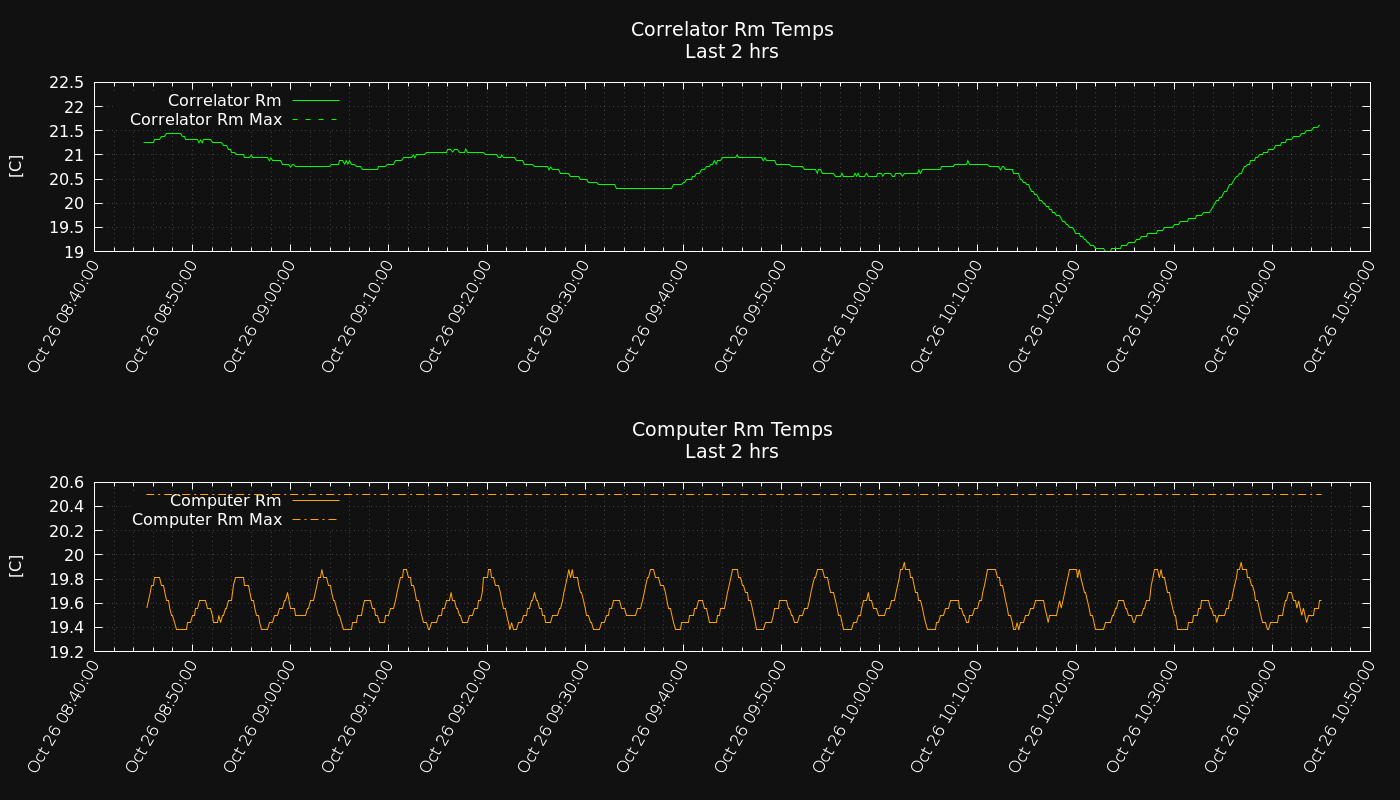 Correlator Rm Temps
Last 2 hrs
22.5
22
21.5
21
20.5
20
19.5
19
[C]
Correlator Rm
Correlator Rm Max
Oct 26 08:40:00
Oct 26 08:50:00
Oct 26 09:00:00
Oct 26 09:10:00
Oct 26 09:20:00
Oct 26 09:30:00
Oct 26 09:40:00
Oct 26 09:50:00
Oct 26 10:00:00
Oct 26 10:10:00
Oct 26 10:20:00
Oct 26 10:30:00
Oct 26 10:40:00
Oct 26 10:50:00
Computer Rm Temps
Last 2 hrs
20.6
20.4
20.2
20
19.8
19.6
19.4
19.2
[C]
Computer Rm
Computer Rm Max
Oct 26 08:40:00
Oct 26 08:50:00
Oct 26 09:00:00
Oct 26 09:10:00
Oct 26 09:20:00
Oct 26 09:30:00
Oct 26 09:40:00
Oct 26 09:50:00
Oct 26 10:00:00
Oct 26 10:10:00
Oct 26 10:20:00
Oct 26 10:30:00
Oct 26 10:40:00
Oct 26 10:50:00